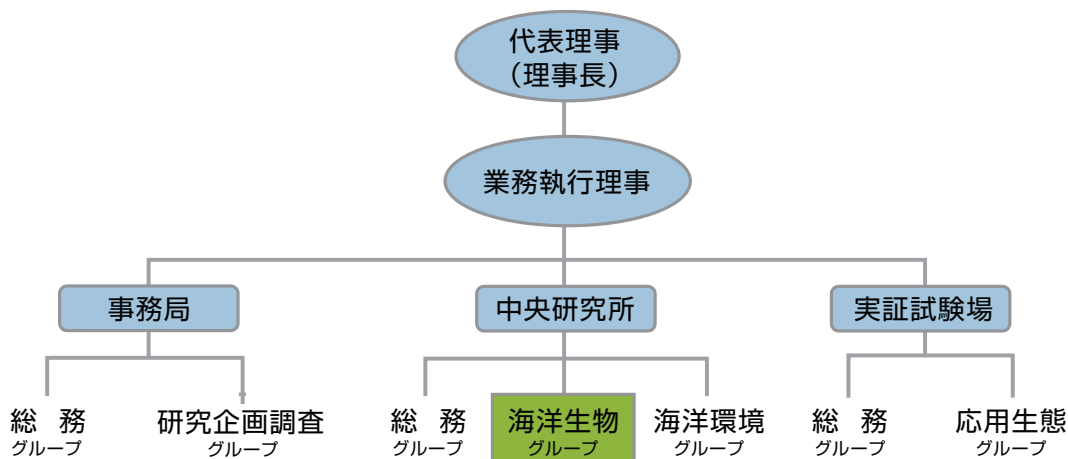 代表理事
（理事長）
業務執行理事
事務局
中央研究所
実証試験場
総　務
グループ
研究企画調査
グループ
総　務
グループ
海洋生物
グループ
海洋環境
グループ
総　務
グループ
応用生態
グループ